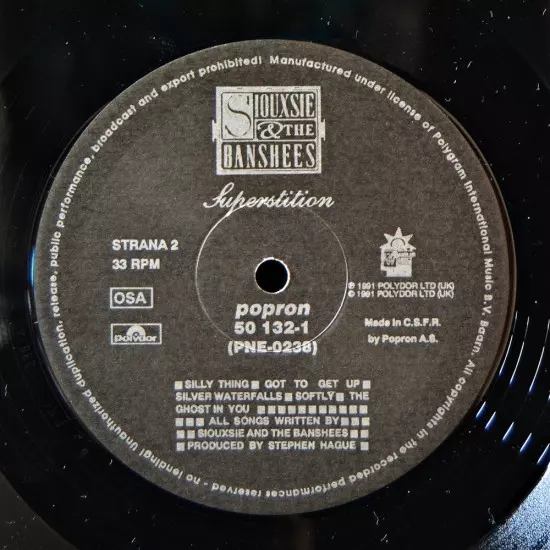 Unauthorized duplication, release, public performance, broadcast and export prohibited! Manufactured under license of Polygram International Music B.V. Baarn. All copyrights in the recorded performances reserved - no lending!
SIOUXSIE
& THE
BANSHEES
Superstition
STRANA 2
33 RPM
OSA
Polydor
℗ 1991 POLYDOR LTD (UK)
© 1991 POLYDOR LTD (UK)
Made in C.S.F.R.
by Popron A.S.
popron
50 132-1
(PNE-0238)
■ SILLY THING ■ GOT TO GET UP ■
SILVER WATERFALLS ■ SOFTLY ■ THE
GHOST IN YOU ■ ■ ■ ■ ■ ■ ■ ■ ■ ■
■ ■ ■ ALL SONGS WRITTEN BY ■ ■ ■
■ ■ SIOUXSIE AND THE BANSHEES ■
■ PRODUCED BY STEPHEN HAGUE ■